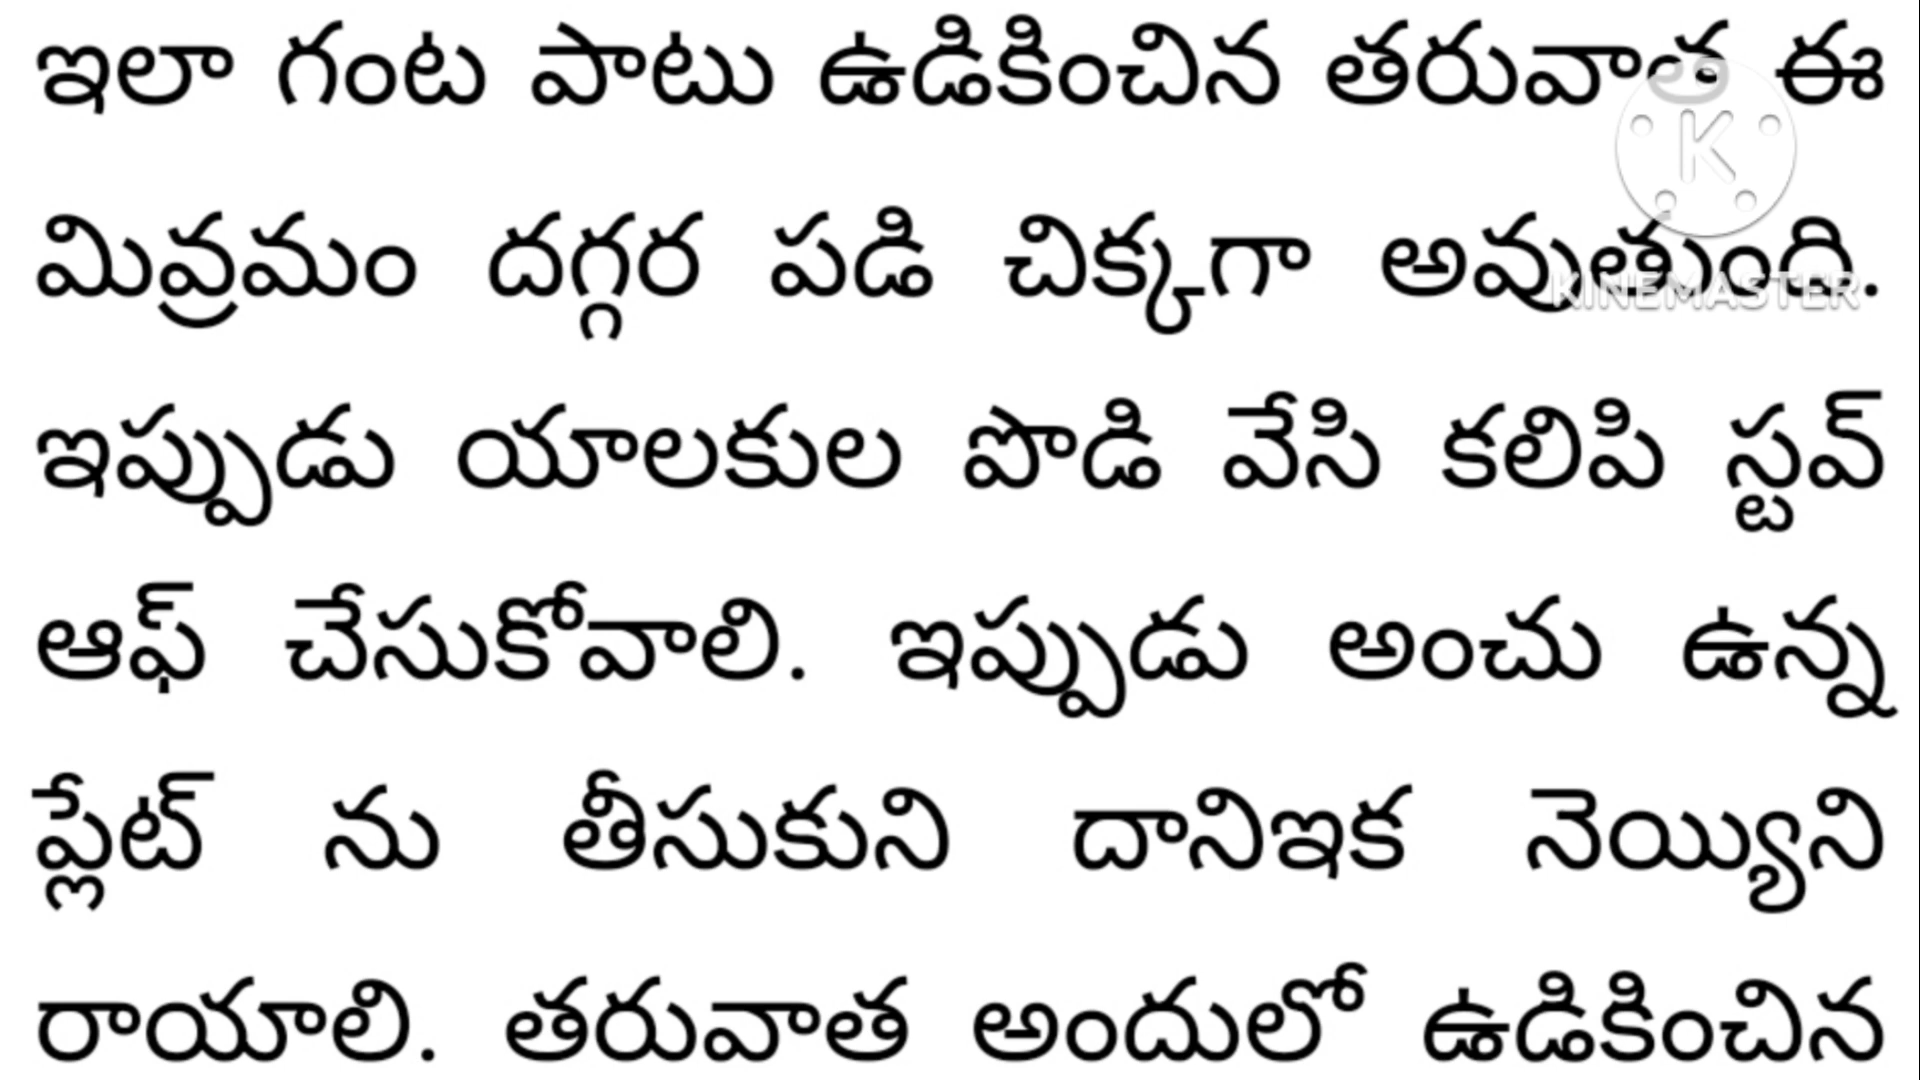 ఇలా గంట పాటు ఉడికించిన తరువాత ఈ
మివ్రమం దగ్గర పడి చిక్కగా అవుతుంది.
ఇప్పుడు యాలకుల పొడి వేసి కలిపి స్టవ్
ఆఫ్ చేసుకోవాలి. ఇప్పుడు అంచు ఉన్న
ప్లేట్ ను తీసుకుని దానిఇక నెయ్యిని
రాయాలి. తరువాత అందులో ఉడికించిన
K
KINEMASTER